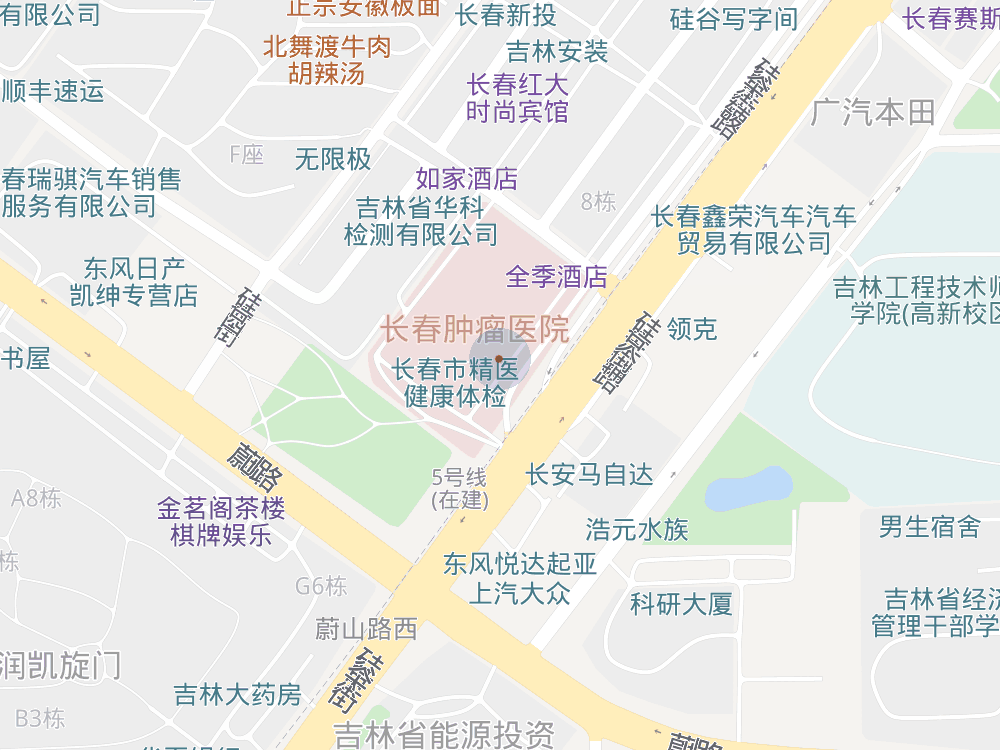 有限公司
正宗安徽板面
长春新投
硅谷写字间
长春赛斯
北舞渡牛肉
胡辣汤
吉林安装
顺丰速运
长春红大
时尚宾馆
广汽本田
F座
无限极
春瑞骐汽车销售
服务有限公司
如家酒店
8栋
吉林省华科
检测有限公司
长春鑫荣汽车汽车
贸易有限公司
东风日产
凯绅专营店
全季酒店
吉林工程技术师
学院(高新校区
长春肿瘤医院
领克
书屋
长春市精医
健康体检
蔚山路
5号线
(在建)
长安马自达
A8栋
金茗阁茶楼
棋牌娱乐
浩元水族
男生宿舍
栋
东风悦达起亚
上汽大众
G6栋
科研大厦
吉林省经济
管理干部学
蔚山路西
润凯旋门
吉林大药房
B3栋
吉林省能源投资